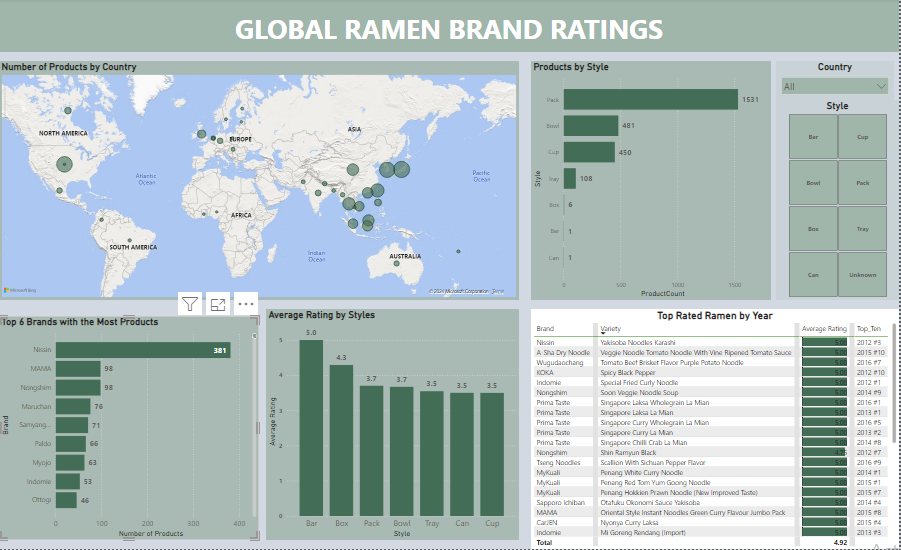 GLOBAL RAMEN BRAND RATINGS
Number of Products by Country
NORTH AMERICA
EUROPE
ASIA
Atlantic
Ocean
Pacific
Ocean
AFRICA
SOUTH AMERICA
Indian
Ocean
AUSTRALIA
Microsoft Bing
© 2024 Microsoft Corporation Terms
Products by Style
Style
Pack 1531
Bowl 481
Cup 450
Tray 108
Box 6
Bar 1
Can 1
0 500 1000 1500
ProductCount
Country
All
Style
Bar Cup
Bowl Pack
Box Tray
Can Unknown
Top 6 Brands with the Most Products
Brand
Nissin 381
MAMA 98
Nongshim 98
Maruchan 76
Samyang... 71
Paldo 66
Myojo 63
Indomie 53
Ottogi 46
0 100 200 300 400
Number of Products
Average Rating by Styles
Average Rating
5.0 4.3 3.7 3.7 3.5 3.5 3.5
5
4
3
2
1
0
Bar Box Pack Bowl Tray Can Cup
Style
Top Rated Ramen by Year
Brand Variety Average Rating Top_Ten
Nissin Yakisoba Noodles Karashi 5.00 2012 #3
A-Sha Dry Noodle Veggie Noodle Tomato Noodle With Vine Ripened Tomato Sauce 5.00 2015 #10
Wugudaochang Tomato Beef Brisket Flavor Purple Potato Noodle 5.00 2016 #7
KOKA Spicy Black Pepper 5.00 2012 #10
Indomie Special Fried Curly Noodle 5.00 2012 #1
Nongshim Soon Veggie Noodle Soup 5.00 2014 #9
Prima Taste Singapore Laksa Wholegrain La Mian 5.00 2016 #1
Prima Taste Singapore Laksa La Mian 5.00 2013 #1
Prima Taste Singapore Curry Wholegrain La Mian 5.00 2016 #5
Prima Taste Singapore Curry La Mian 5.00 2013 #2
Prima Taste Singapore Chilli Crab La Mian 5.00 2014 #8
Nongshim Shin Ramyun Black 4.75 2012 #7
Tseng Noodles Scallion With Sichuan Pepper Flavor 5.00 2016 #9
MyKuali Penang White Curry Noodle 5.00 2014 #1
MyKuali Penang Red Tom Yum Goong Noodle 5.00 2015 #1
MyKuali Penang Hokkien Prawn Noodle (New Improved Taste) 5.00 2015 #7
Sapporo Ichiban Otafuku Okonomi Sauce Yakisoba 5.00 2014 #4
MAMA Oriental Style Instant Noodles Green Curry Flavour Jumbo Pack 5.00 2015 #8
CarJEN Nyonya Curry Laksa 5.00 2015 #4
Indomie Mi Goreng Rendang (Import) 5.00 2013 #3
Total 4.92